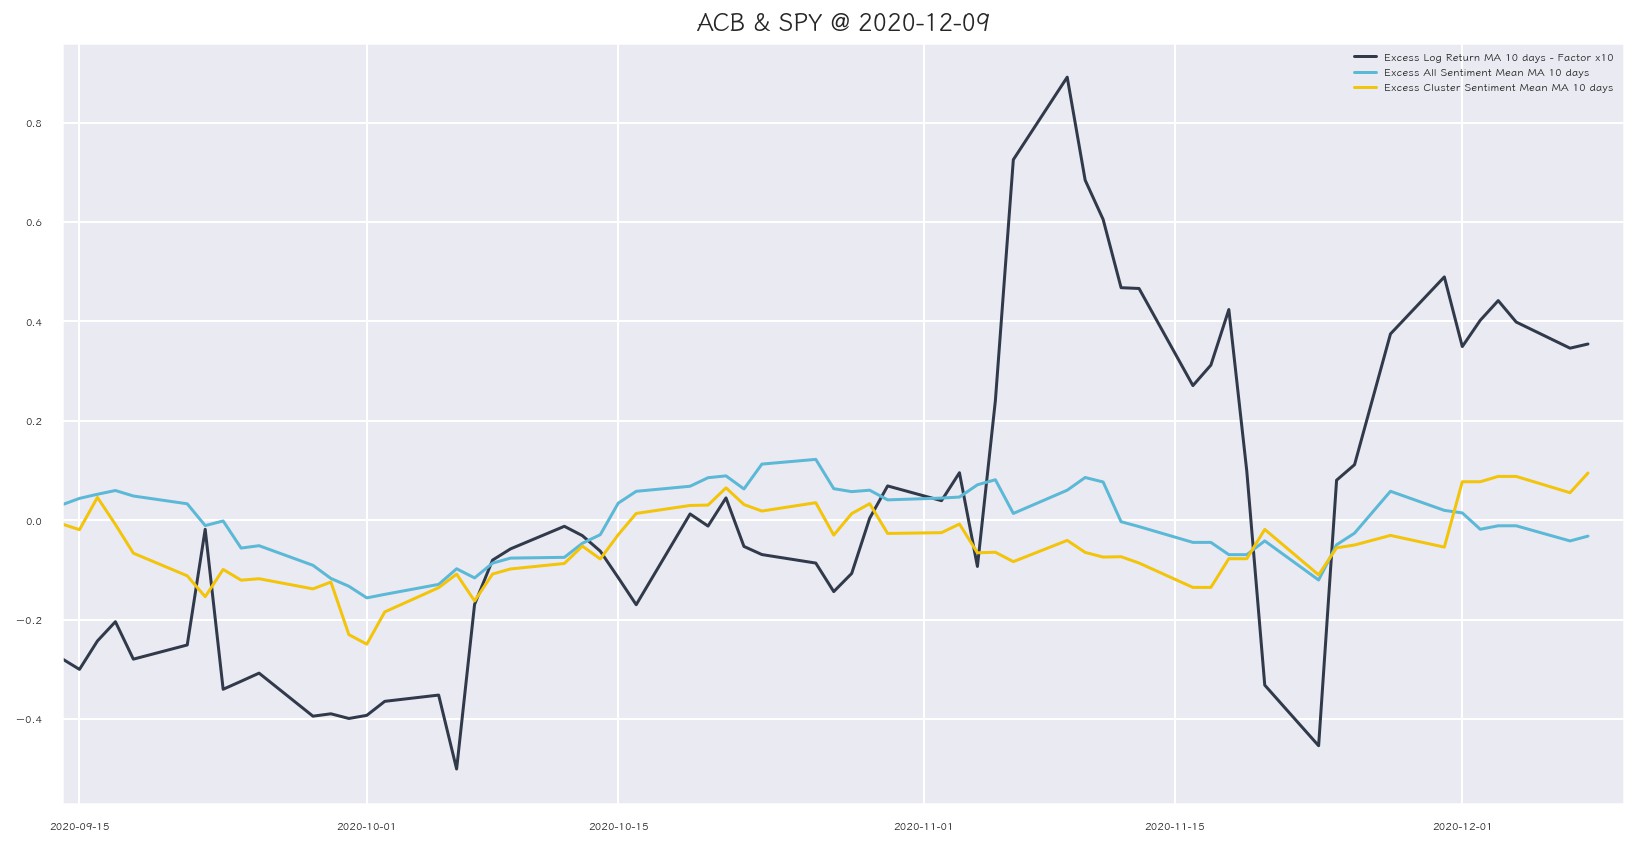 ACB & SPY @ 2020-12-09
Excess Log Return MA 10 days - Factor x10
Excess All Sentiment Mean MA 10 days
Excess Cluster Sentiment Mean MA 10 days
0.8
0.6
0.4
0.2
0.0
−0.2
−0.4
2020-09-15 2020-10-01 2020-10-15 2020-11-01 2020-11-15 2020-12-01